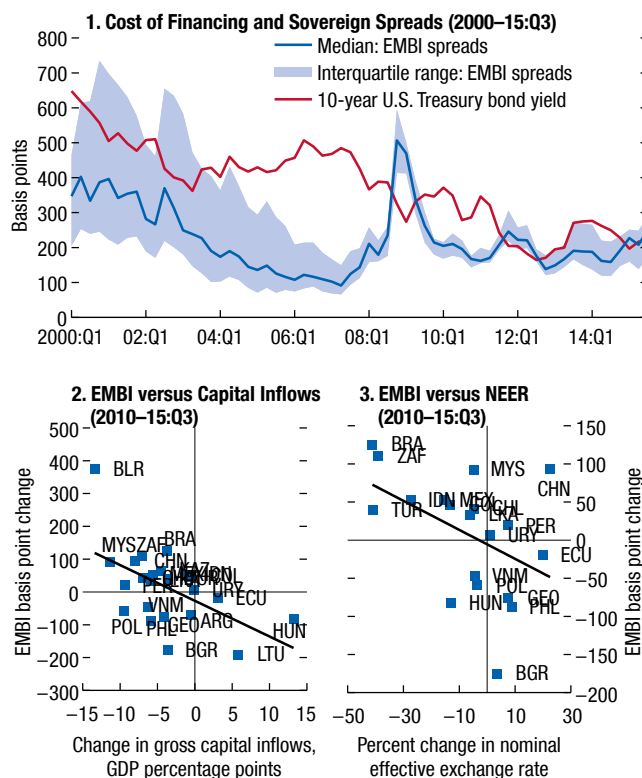 1. Cost of Financing and Sovereign Spreads (2000–15:Q3)
800
700
600
500
400
300
200
100
0
Basis points
Median: EMBI spreads
Interquartile range: EMBI spreads
10-year U.S. Treasury bond yield
2000:Q1 02:Q1 04:Q1 06:Q1 08:Q1 10:Q1 12:Q1 14:Q1
2. EMBI versus Capital Inflows
(2010–15:Q3)
500
400
300
200
100
0
−100
−200
−300
EMBI basis point change
BLR
BRA
MYS ZAF
CHN
PER
URY
ECU
VNM
ARG
POL
PHL
GEO
HUN
BGR
LTU
−15 −10 −5 0 5 10 15
Change in gross capital inflows,
GDP percentage points
3. EMBI versus NEER
(2010–15:Q3)
150
100
50
0
−50
−100
−150
−200
EMBI basis point change
BRA
ZAF
MYS
CHN
IDN MEX
CHL
TUR
LKA
PER
URY
ECU
VNM
POL
HUN
GEO
PHL
BGR
−50 −30 −10 10 30
Percent change in nominal
effective exchange rate